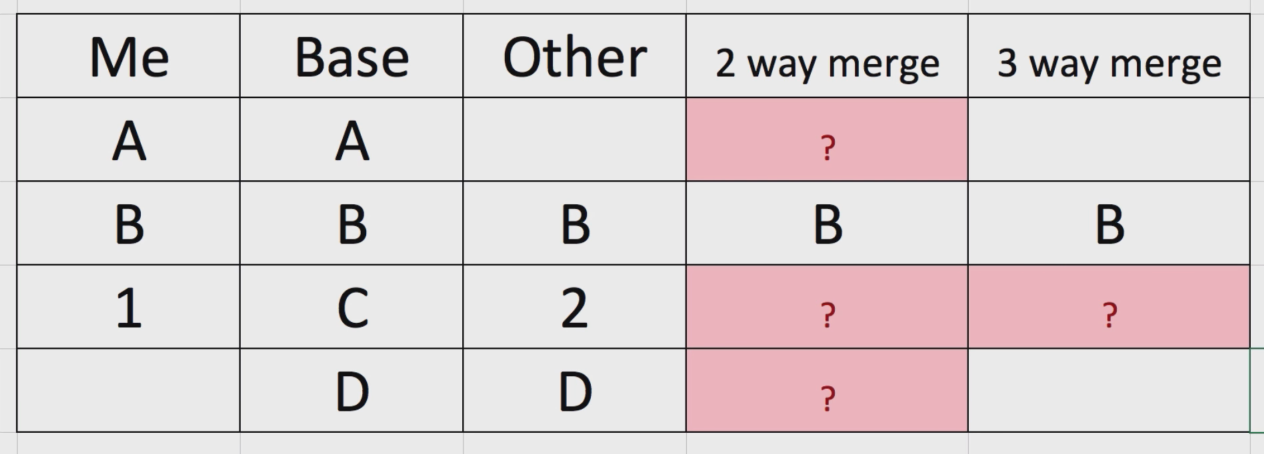 Me Base Other 2 way merge 3 way merge
A A ?
B B B B B
1 C 2 ? ?
D D ?